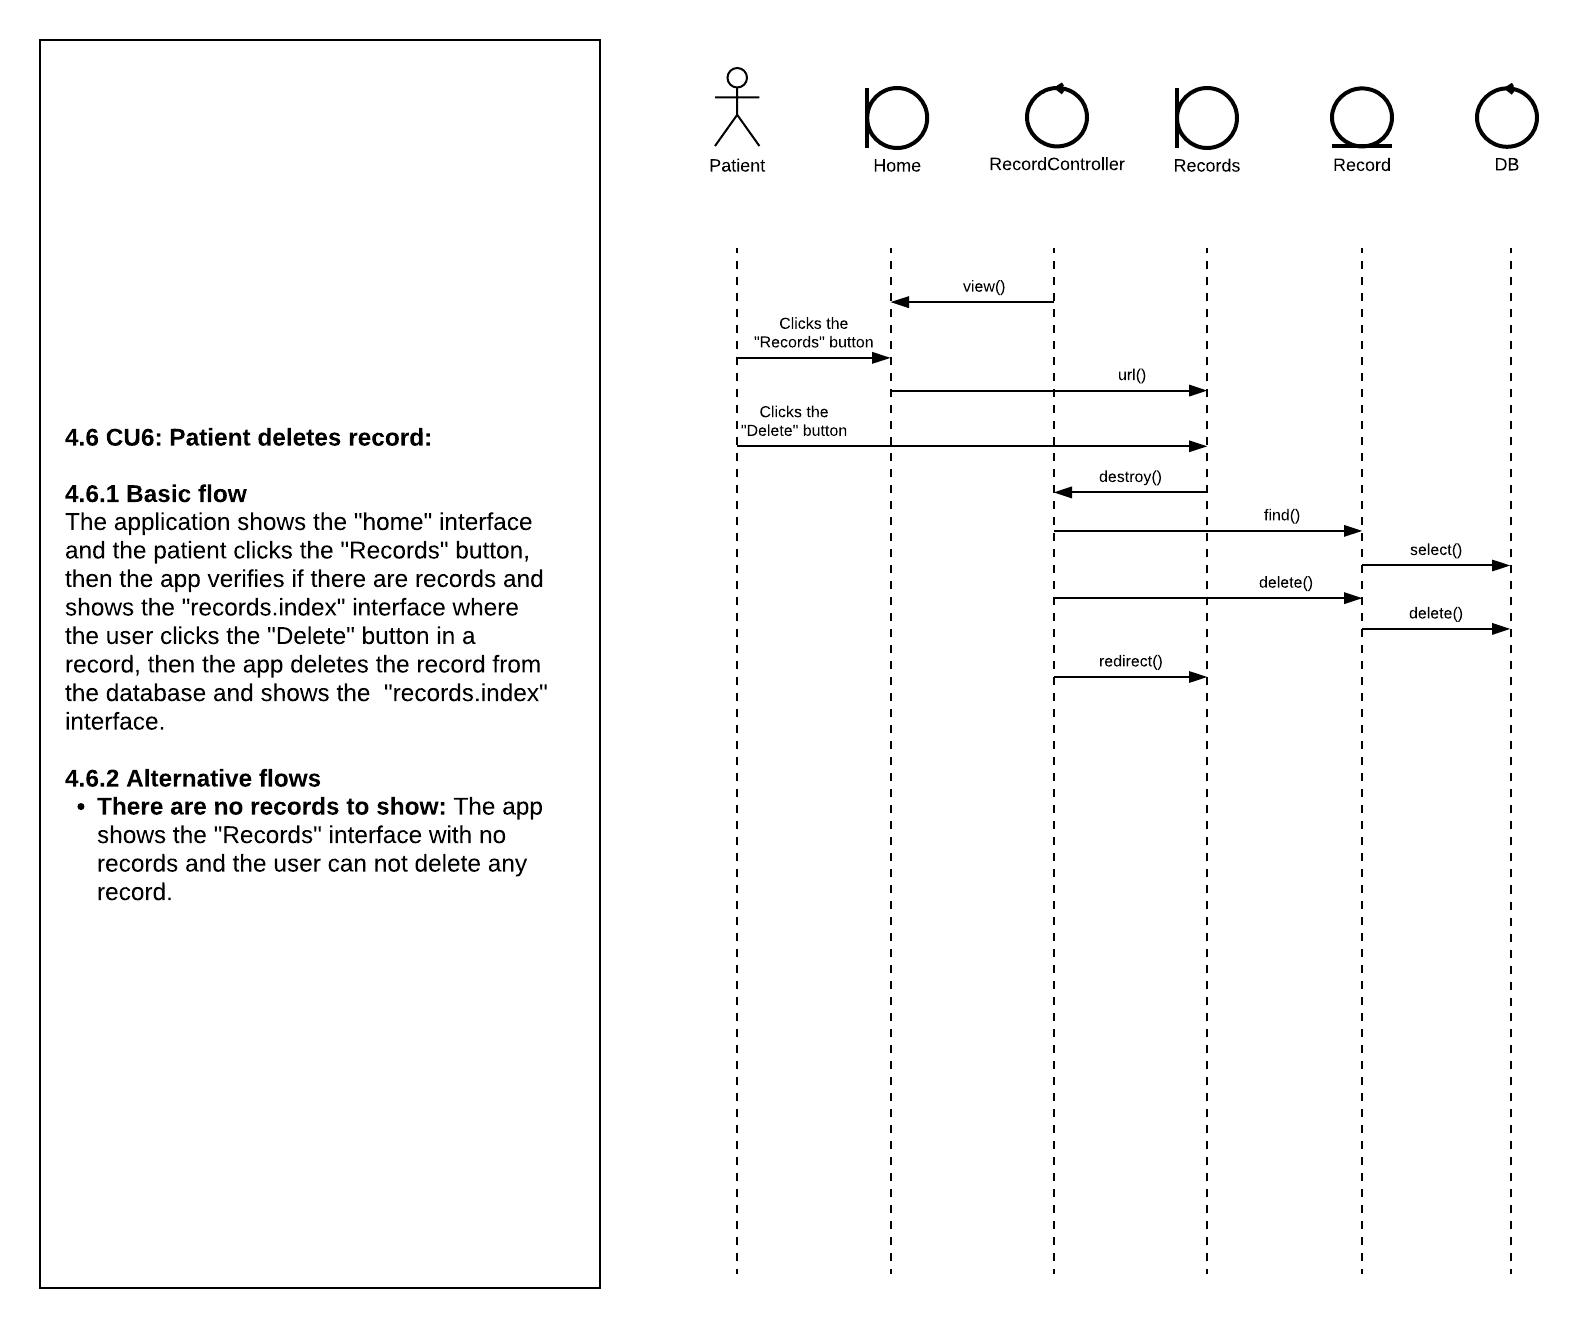 4.6 CU6: Patient deletes record:
4.6.1 Basic flow
The application shows the "home" interface
and the patient clicks the "Records" button,
then the app verifies if there are records and
shows the "records.index" interface where
the user clicks the "Delete" button in a
record, then the app deletes the record from
the database and shows the  "records.index"
interface.
4.6.2 Alternative flows
• There are no records to show: The app
shows the "Records" interface with no
records and the user can not delete any
record.
Patient
Home
RecordController
Records
Record
DB
view()
Clicks the
"Records" button
url()
Clicks the
"Delete" button
destroy()
find()
select()
delete()
delete()
redirect()